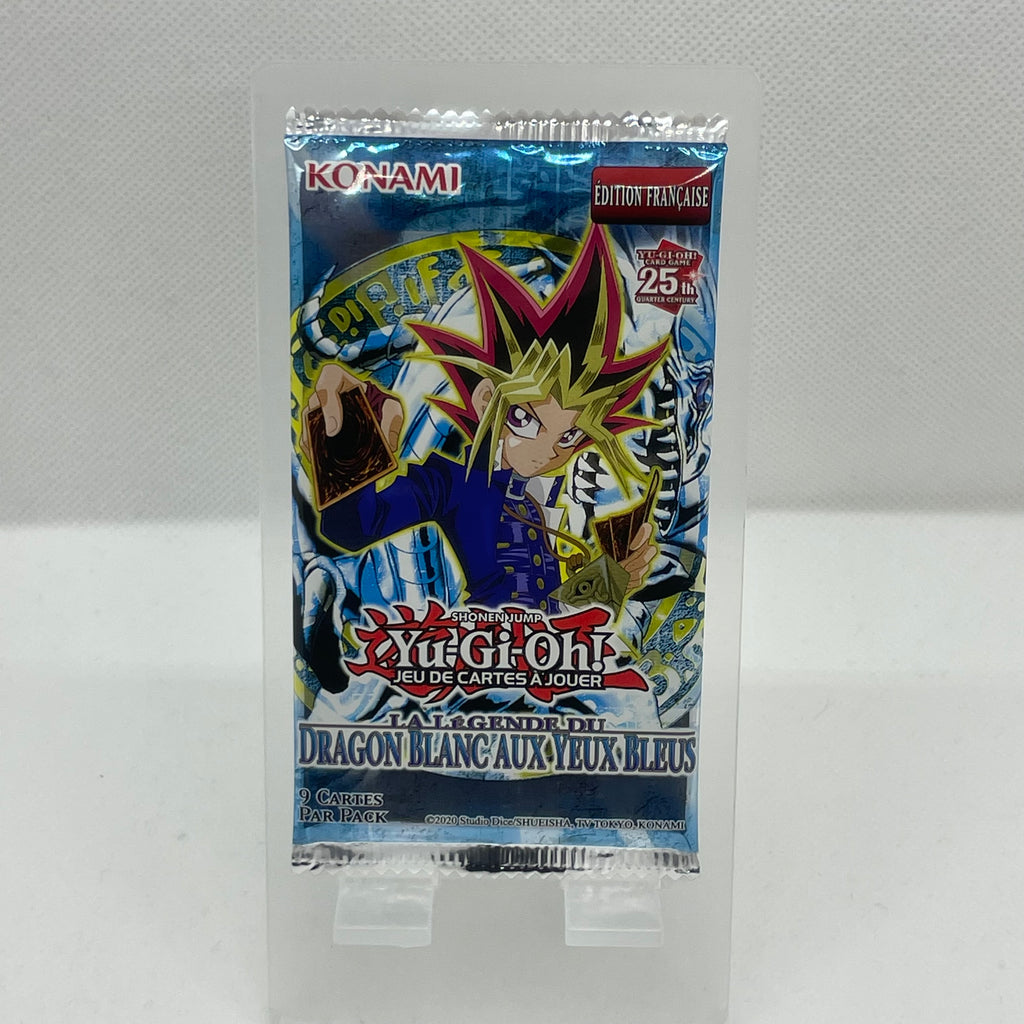 KONAMI
ÉDITION FRANÇAISE
YU-GI-OH!
CARD GAME
25th
QUARTER CENTURY
SHONEN JUMP
Yu-Gi-Oh!
JEU DE CARTES À JOUER
LA LÉGENDE DU
DRAGON BLANC AUX YEUX BLEUS
9 CARTES
PAR PACK
©2020 Studio Dice/SHUEISHA, TV TOKYO, KONAMI